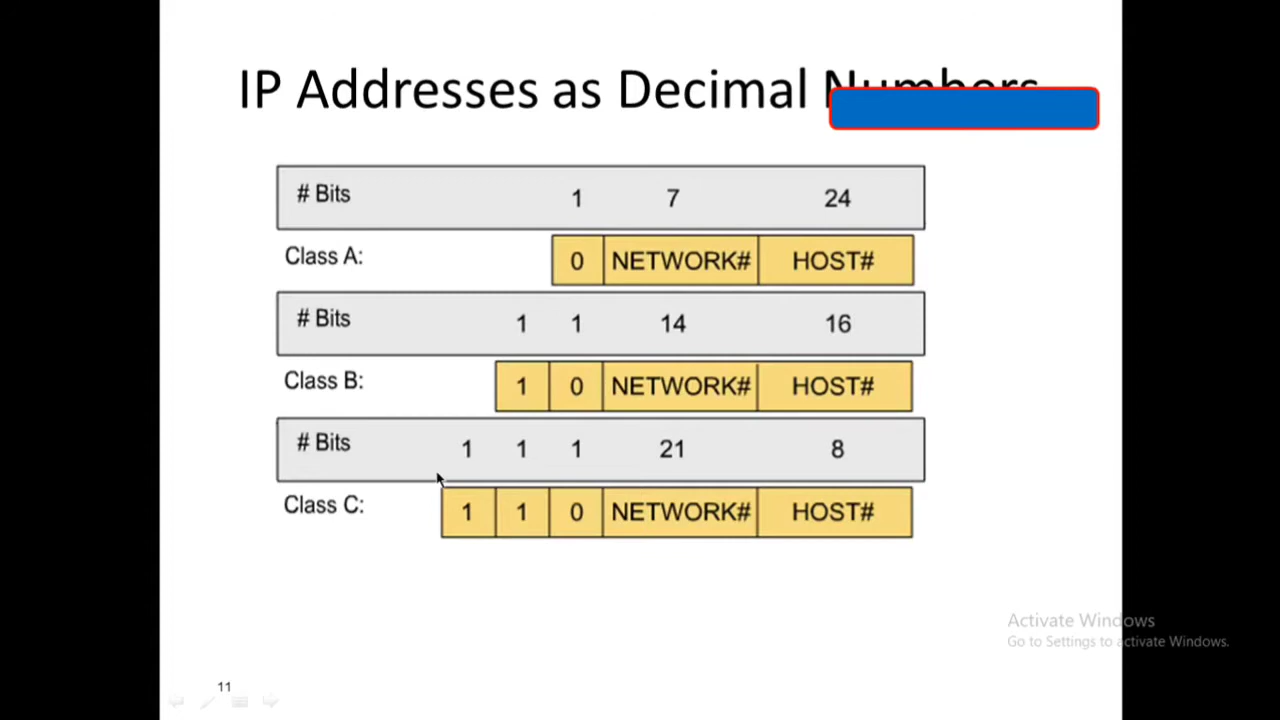 IP Addresses as Decimal Numbers
# Bits 1 7 24
Class A: 0 NETWORK# HOST#
# Bits 1 1 14 16
Class B: 1 0 NETWORK# HOST#
# Bits 1 1 1 21 8
Class C: 1 1 0 NETWORK# HOST#
Activate Windows
Go to Settings to activate Windows.
11